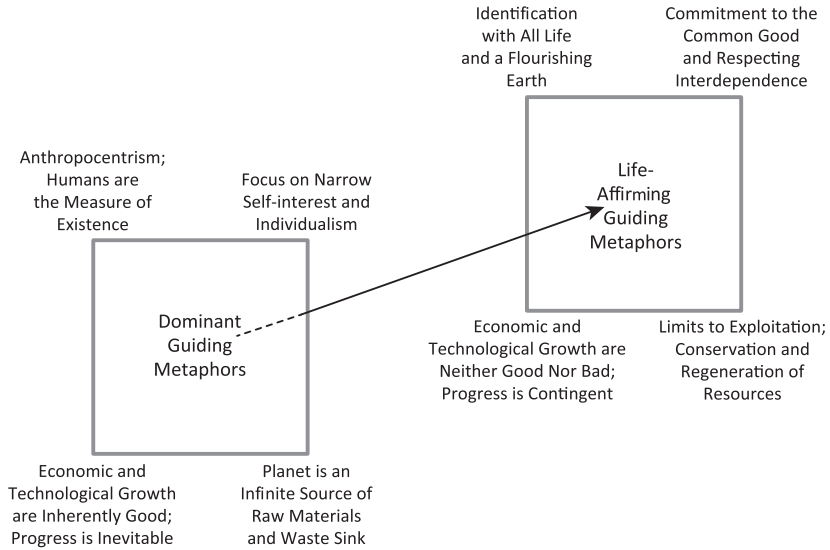 Identification
with All Life
and a Flourishing
Earth
Commitment to the
Common Good
and Respecting
Interdependence
Life-
Affirming
Guiding
Metaphors
Economic and
Technological Growth are
Neither Good Nor Bad;
Progress is Contingent
Limits to Exploitation;
Conservation and
Regeneration of
Resources
Anthropocentrism;
Humans are
the Measure of
Existence
Focus on Narrow
Self-interest and
Individualism
Dominant
Guiding
Metaphors
Economic and
Technological Growth
are Inherently Good;
Progress is Inevitable
Planet is an
Infinite Source of
Raw Materials
and Waste Sink